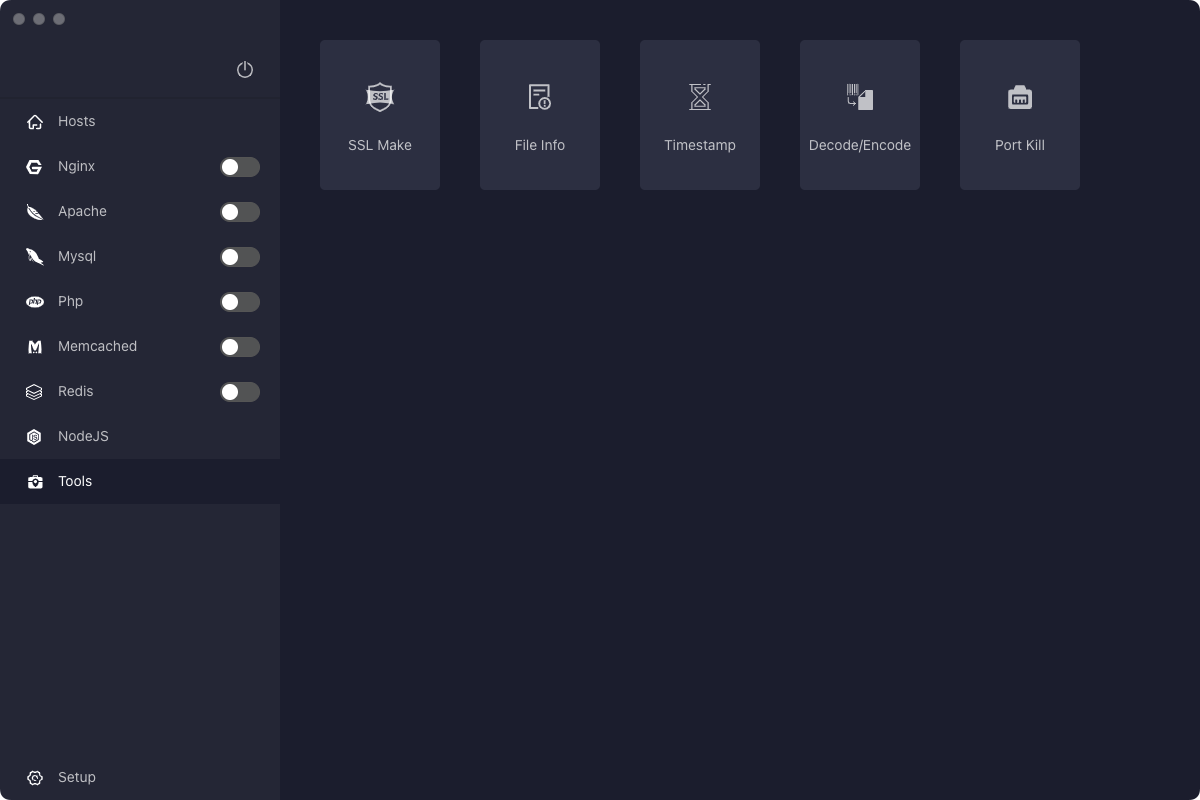 Hosts
Nginx
Apache
Mysql
php
Php
Memcached
Redis
NodeJS
Tools
Setup
SSL
SSL Make
File Info
Timestamp
Decode/Encode
Port Kill